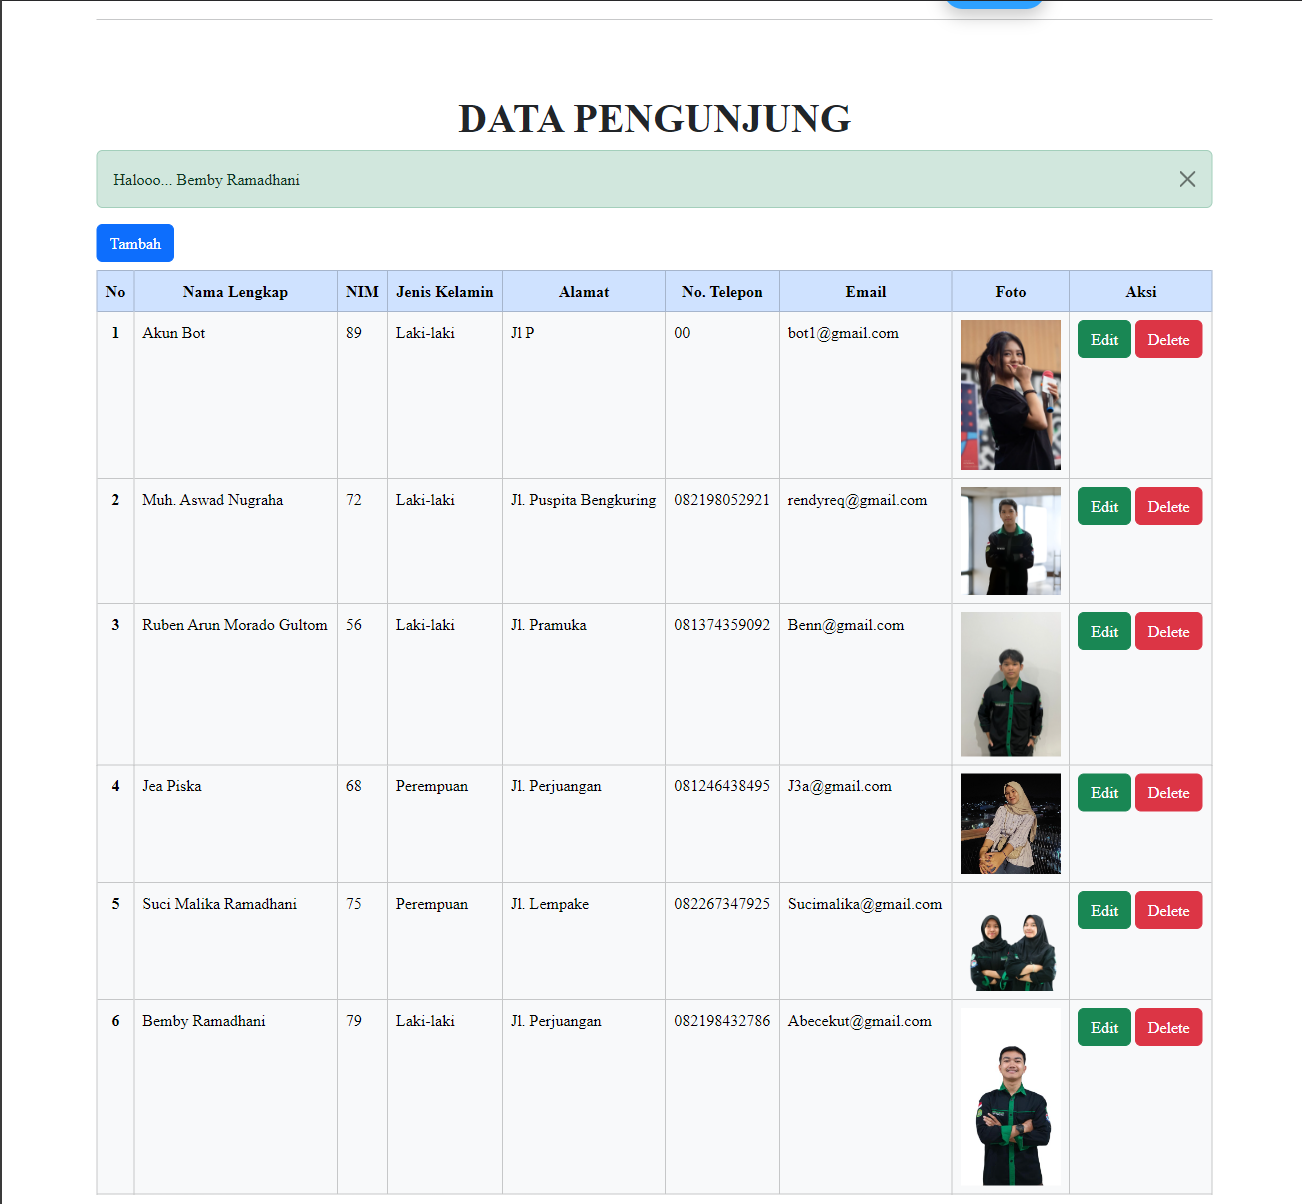 DATA PENGUNJUNG
Halooo... Bemby Ramadhani
Tambah
No Nama Lengkap NIM Jenis Kelamin Alamat No. Telepon Email Foto Aksi
1 Akun Bot 89 Laki-laki Jl P 00 bot1@gmail.com Edit Delete
2 Muh. Aswad Nugraha 72 Laki-laki Jl. Puspita Bengkuring 082198052921 rendyreq@gmail.com Edit Delete
3 Ruben Arun Morado Gultom 56 Laki-laki Jl. Pramuka 081374359092 Benn@gmail.com Edit Delete
4 Jea Piska 68 Perempuan Jl. Perjuangan 081246438495 J3a@gmail.com Edit Delete
5 Suci Malika Ramadhani 75 Perempuan Jl. Lempake 082267347925 Sucimalika@gmail.com Edit Delete
6 Bemby Ramadhani 79 Laki-laki Jl. Perjuangan 082198432786 Abecekut@gmail.com Edit Delete